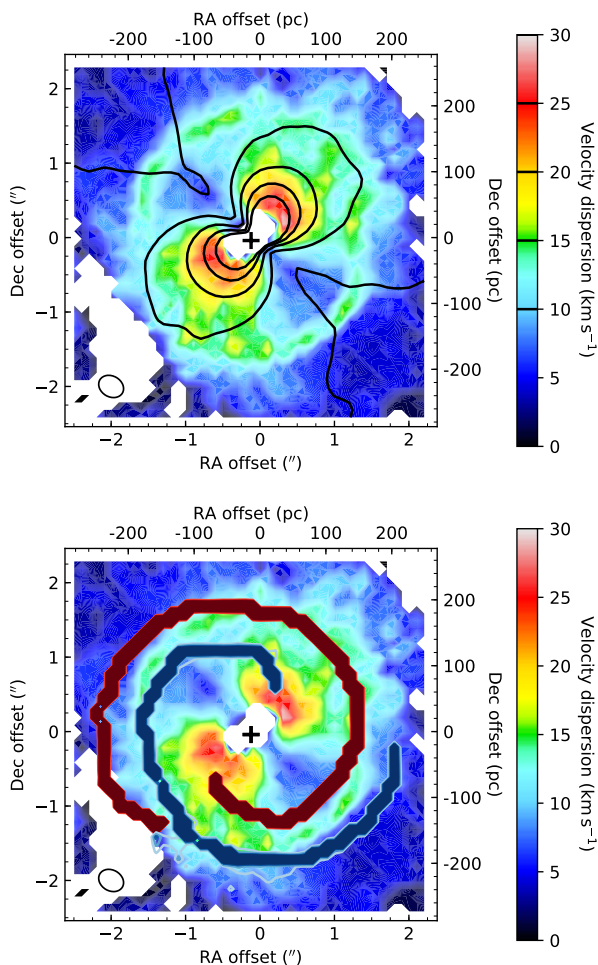 RA offset (pc)
-200 -100 0 100 200
Dec offset (″)
2
1
0
−1
−2
200
100
0
-100
-200
Dec offset (pc)
−2 −1 0 1 2
RA offset (″)
30
25
20
15
10
5
0
Velocity dispersion (km s−1)
RA offset (pc)
-200 -100 0 100 200
Dec offset (″)
2
1
0
−1
−2
200
100
0
-100
-200
Dec offset (pc)
−2 −1 0 1 2
RA offset (″)
30
25
20
15
10
5
0
Velocity dispersion (km s−1)